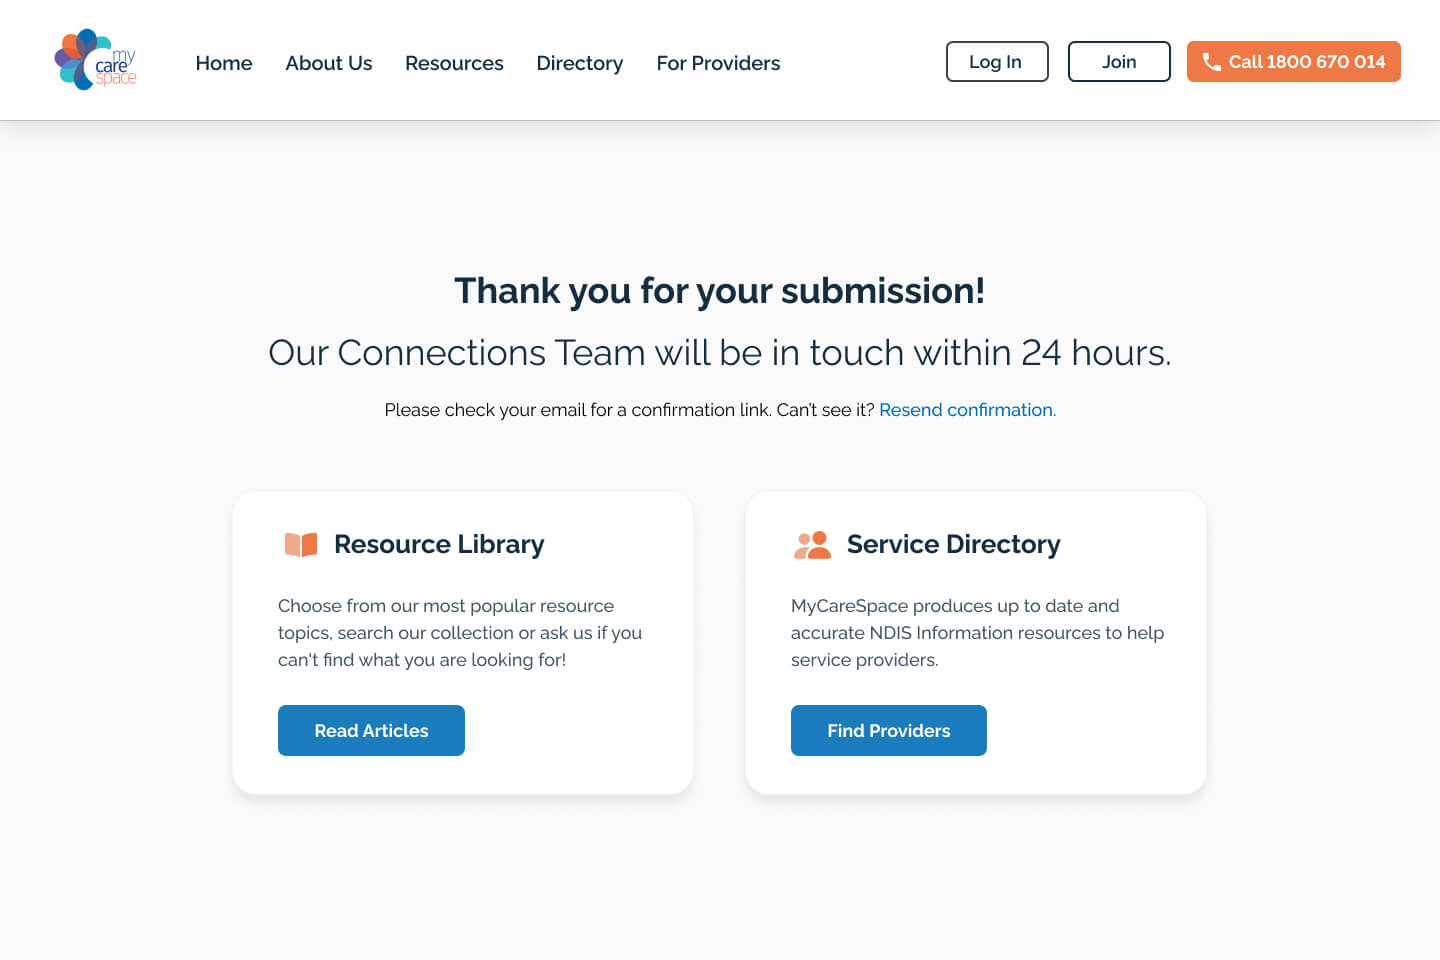 my
care
space
Home
About Us
Resources
Directory
For Providers
Log In
Join
Call 1800 670 014
Thank you for your submission!
Our Connections Team will be in touch within 24 hours.
Please check your email for a confirmation link. Can't see it? Resend confirmation.
Resource Library
Choose from our most popular resource
topics, search our collection or ask us if you
can't find what you are looking for!
Read Articles
Service Directory
MyCareSpace produces up to date and
accurate NDIS Information resources to help
service providers.
Find Providers